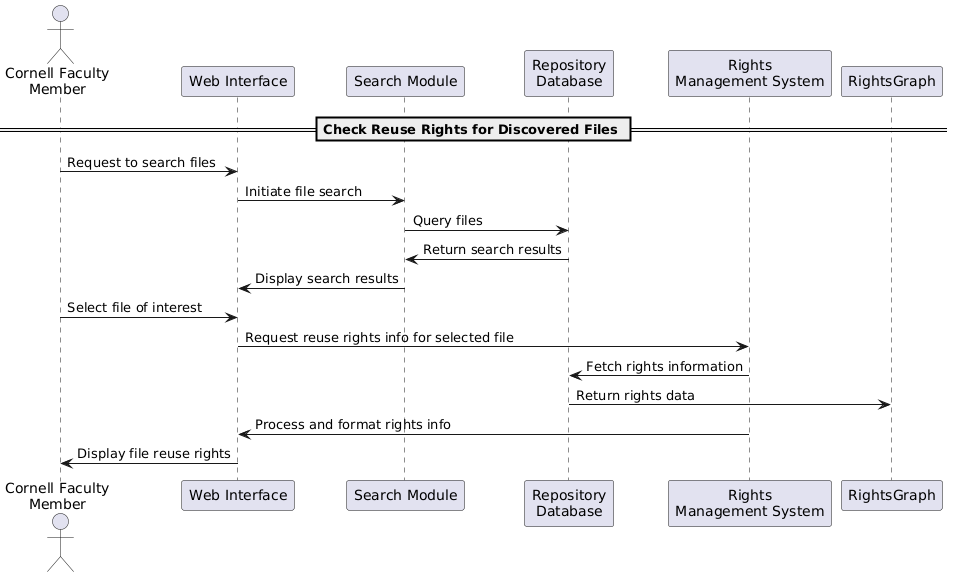 Cornell Faculty
Member
Web Interface
Search Module
Repository
Database
Rights
Management System
RightsGraph
Check Reuse Rights for Discovered Files
Request to search files
Initiate file search
Query files
Return search results
Display search results
Select file of interest
Request reuse rights info for selected file
Fetch rights information
Return rights data
Process and format rights info
Display file reuse rights
Cornell Faculty
Member
Web Interface
Search Module
Repository
Database
Rights
Management System
RightsGraph